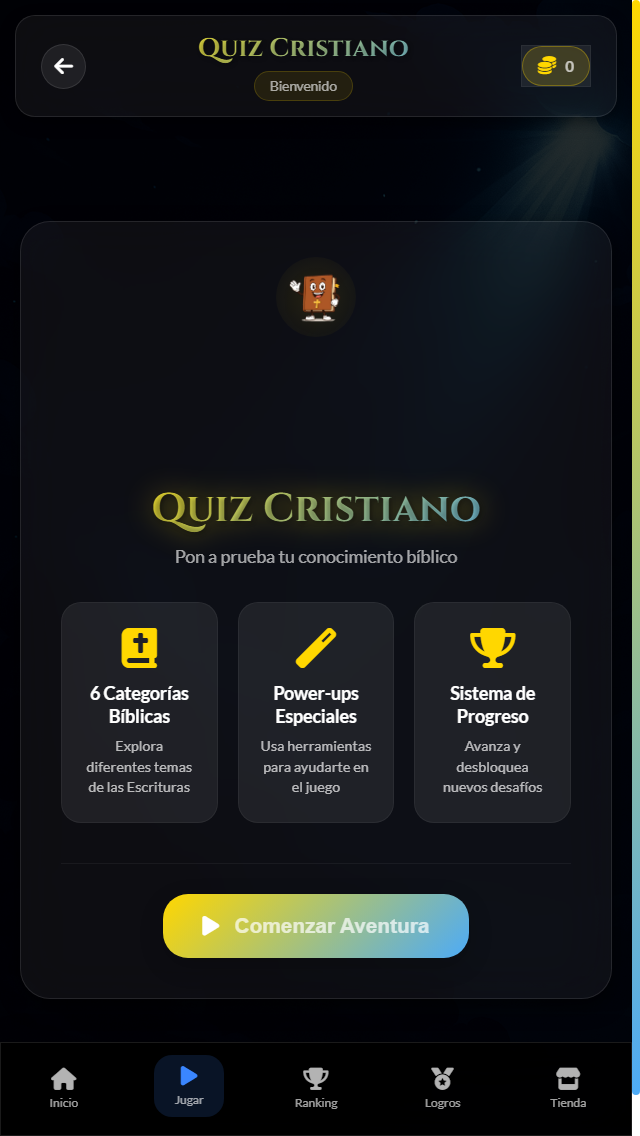 Quiz Cristiano
Bienvenido
0
Quiz Cristiano
Pon a prueba tu conocimiento bíblico
6 Categorías
Bíblicas
Explora
diferentes temas
de las Escrituras
Power-ups
Especiales
Usa herramientas
para ayudarte en
el juego
Sistema de
Progreso
Avanza y
desbloquea
nuevos desafíos
Comenzar Aventura
Inicio
Jugar
Ranking
Logros
Tienda